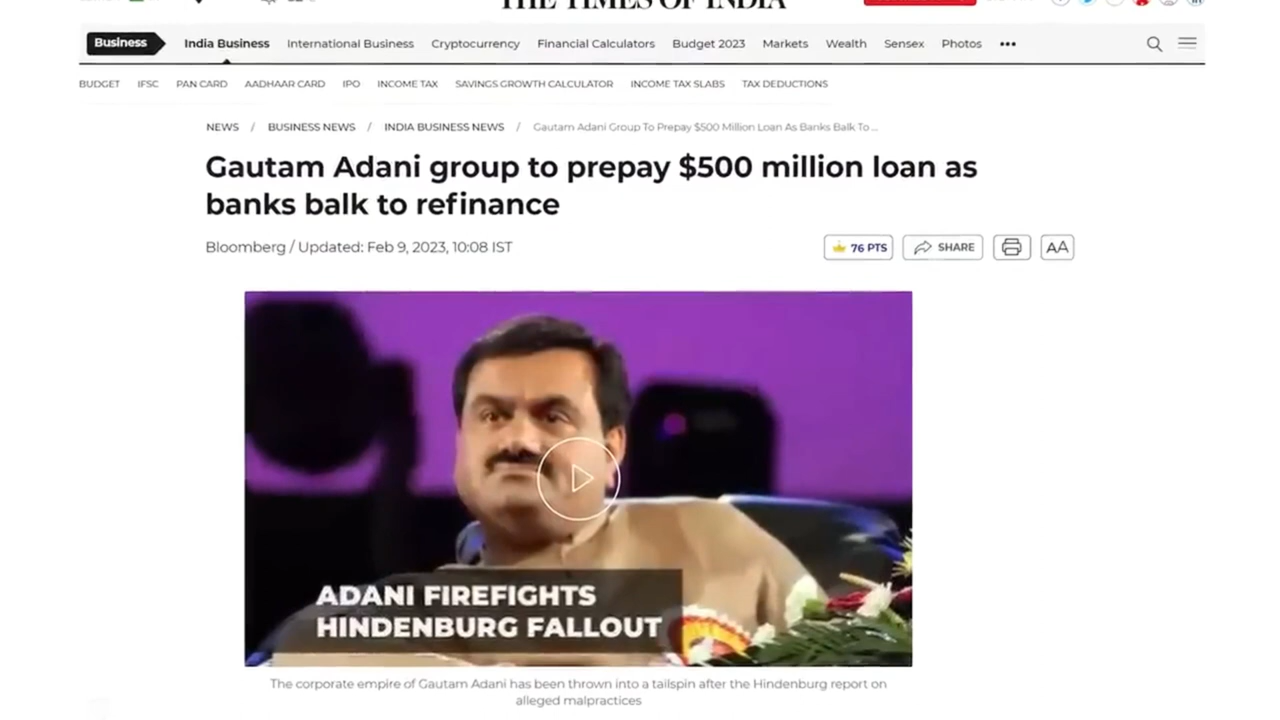 THE TIMES OF INDIA
Business India Business International Business Cryptocurrency Financial Calculators Budget 2023 Markets Wealth Sensex Photos •••
BUDGET IFSC PAN CARD AADHAAR CARD IPO INCOME TAX SAVINGS GROWTH CALCULATOR INCOME TAX SLABS TAX DEDUCTIONS
NEWS / BUSINESS NEWS / INDIA BUSINESS NEWS / Gautam Adani Group To Prepay $500 Million Loan As Banks Balk To ...
Gautam Adani group to prepay $500 million loan as
banks balk to refinance
Bloomberg / Updated: Feb 9, 2023, 10:08 IST
76 PTS SHARE AA
ADANI FIREFIGHTS
HINDENBURG FALLOUT
The corporate empire of Gautam Adani has been thrown into a tailspin after the Hindenburg report on
alleged malpractices